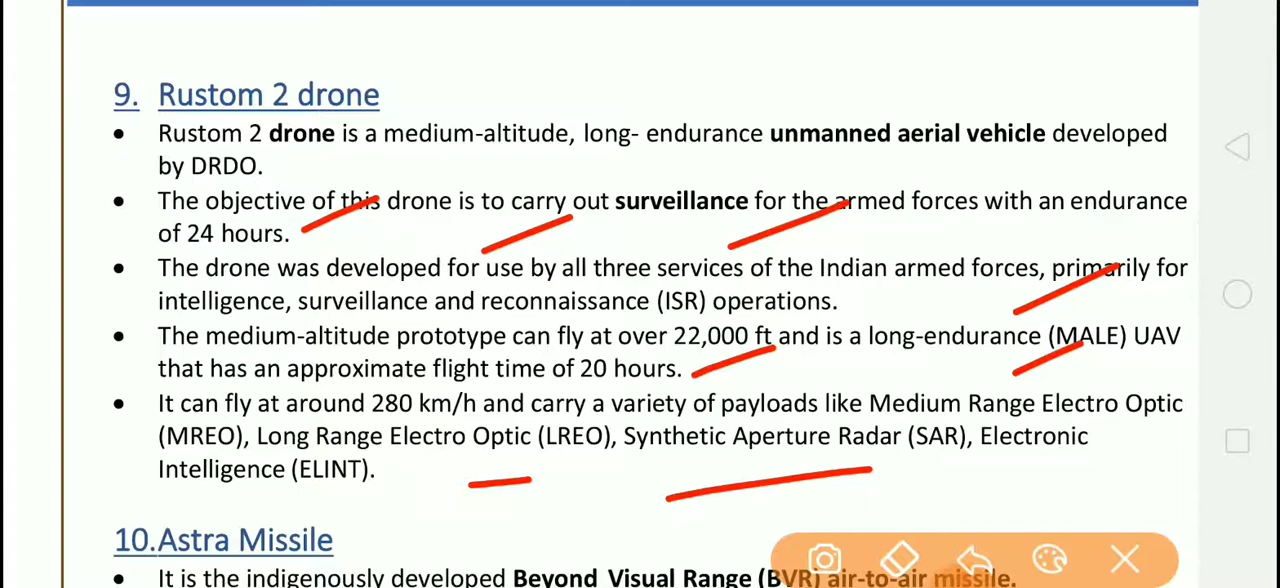 9. Rustom 2 drone
• Rustom 2 drone is a medium-altitude, long- endurance unmanned aerial vehicle developed
by DRDO.
• The objective of this drone is to carry out surveillance for the armed forces with an endurance
of 24 hours.
• The drone was developed for use by all three services of the Indian armed forces, primarily for
intelligence, surveillance and reconnaissance (ISR) operations.
• The medium-altitude prototype can fly at over 22,000 ft and is a long-endurance (MALE) UAV
that has an approximate flight time of 20 hours.
• It can fly at around 280 km/h and carry a variety of payloads like Medium Range Electro Optic
(MREO), Long Range Electro Optic (LREO), Synthetic Aperture Radar (SAR), Electronic
Intelligence (ELINT).
10.Astra Missile
• It is the indigenously developed Beyond Visual Range (BVR) air-to-air missile.